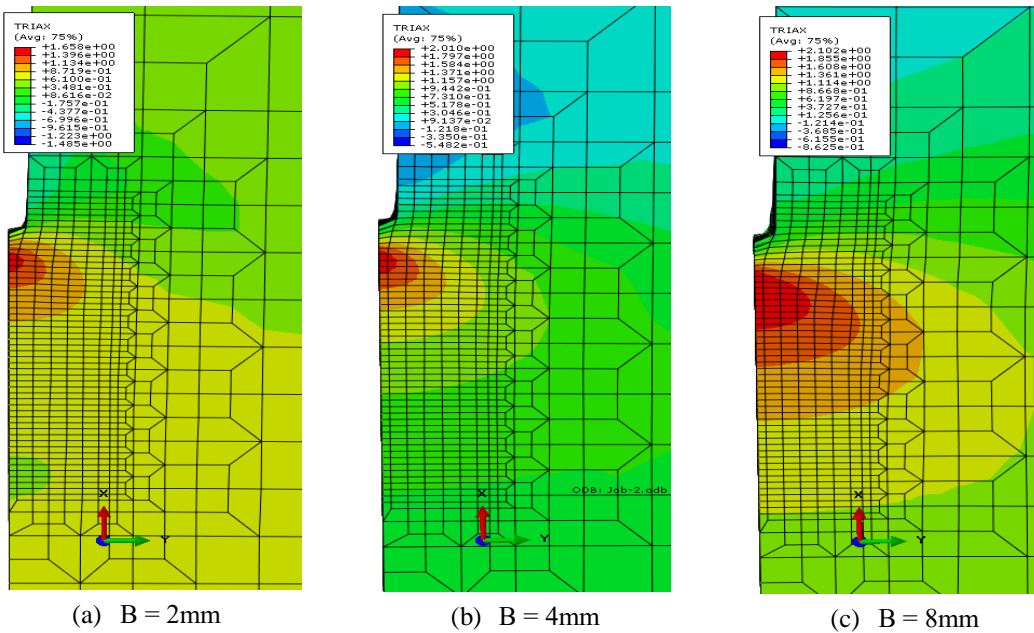 TRIAX
(Avg: 75%)
+1.658e+00
+1.396e+00
+1.134e+00
+8.719e-01
+6.100e-01
+3.481e-01
+8.616e-02
-1.757e-01
-4.377e-01
-6.996e-01
-9.615e-01
-1.223e+00
-1.485e+00
X
Y
(a) B = 2mm
TRIAX
(Avg: 75%)
+2.010e+00
+1.797e+00
+1.584e+00
+1.371e+00
+1.157e+00
+9.442e-01
+7.310e-01
+5.178e-01
+3.046e-01
+9.137e-02
-1.218e-01
-3.350e-01
-5.482e-01
ODB: Job-2.odb
X
Y
(b) B = 4mm
TRIAX
(Avg: 75%)
+2.102e+00
+1.855e+00
+1.608e+00
+1.361e+00
+1.114e+00
+8.668e-01
+6.197e-01
+3.727e-01
+1.256e-01
-1.214e-01
-3.685e-01
-6.155e-01
-8.625e-01
X
Y
(c) B = 8mm